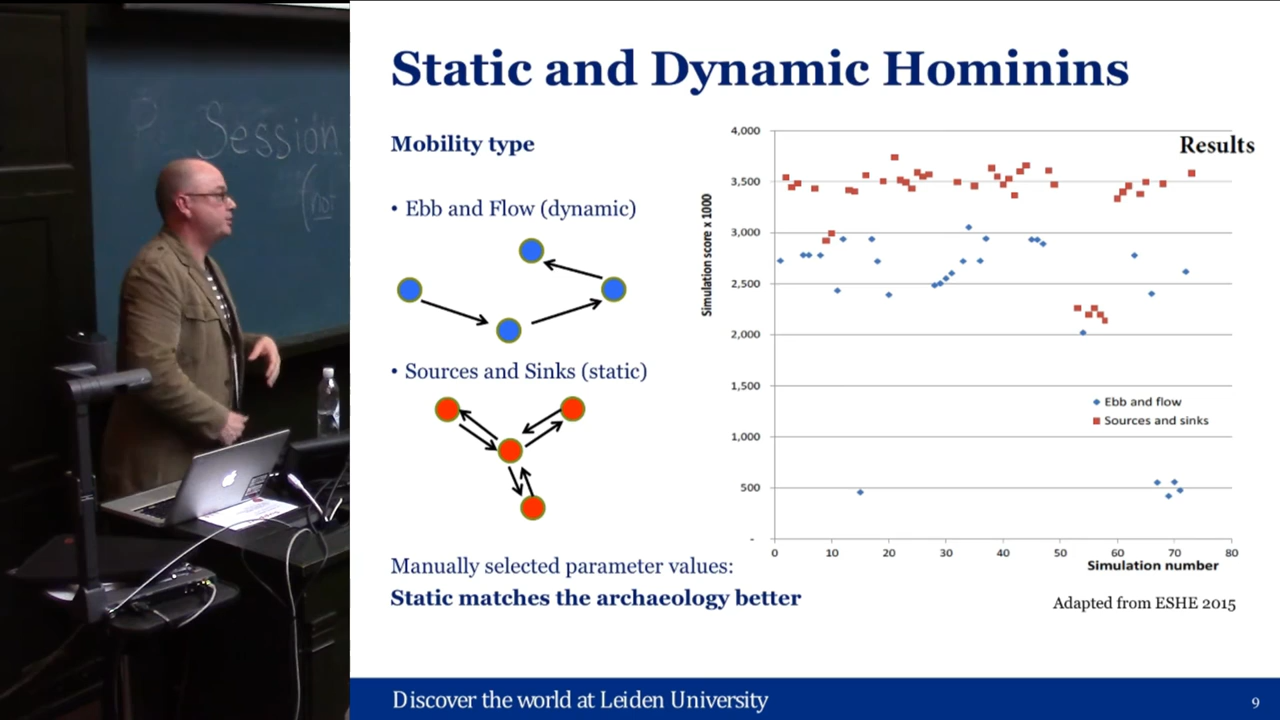 P Session
(not
Static and Dynamic Hominins
Mobility type
• Ebb and Flow (dynamic)
• Sources and Sinks (static)
Manually selected parameter values:
Static matches the archaeology better
Results
Simulation score x 1000
4,000
3,500
3,000
2,500
2,000
1,500
1,000
500
-
0 10 20 30 40 50 60 70 80
Simulation number
Ebb and flow
Sources and sinks
Adapted from ESHE 2015
Discover the world at Leiden University
9